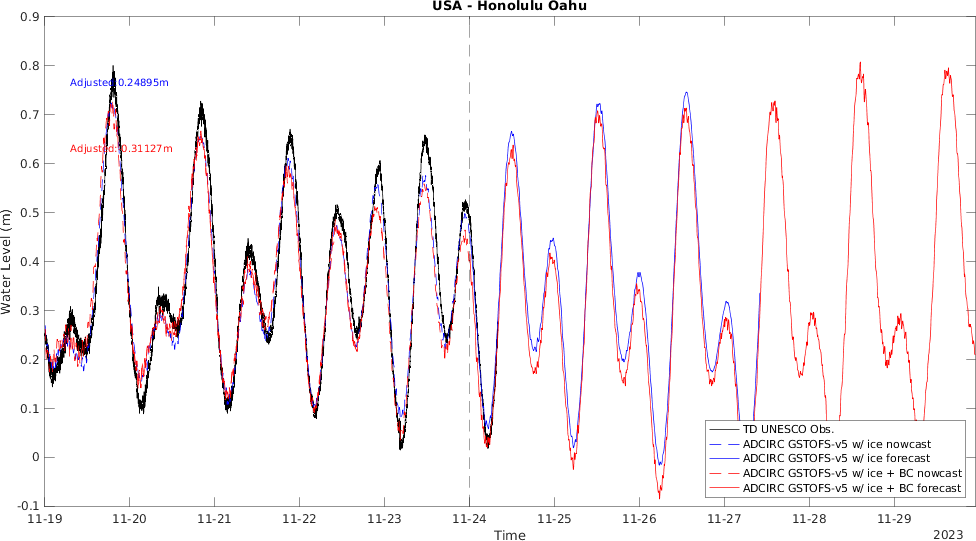 USA - Honolulu Oahu
0.9
0.8
Adjusted:0.24895m
0.7
Adjusted:0.31127m
0.6
0.5
Water Level (m)
0.4
0.3
0.2
0.1
TD UNESCO Obs.
ADCIRC GSTOFS-v5 w/ ice nowcast
0
ADCIRC GSTOFS-v5 w/ ice forecast
ADCIRC GSTOFS-v5 w/ ice + BC nowcast
ADCIRC GSTOFS-v5 w/ ice + BC forecast
-0.1
11-19 11-20 11-21 11-22 11-23 11-24 11-25 11-26 11-27 11-28 11-29
Time
2023